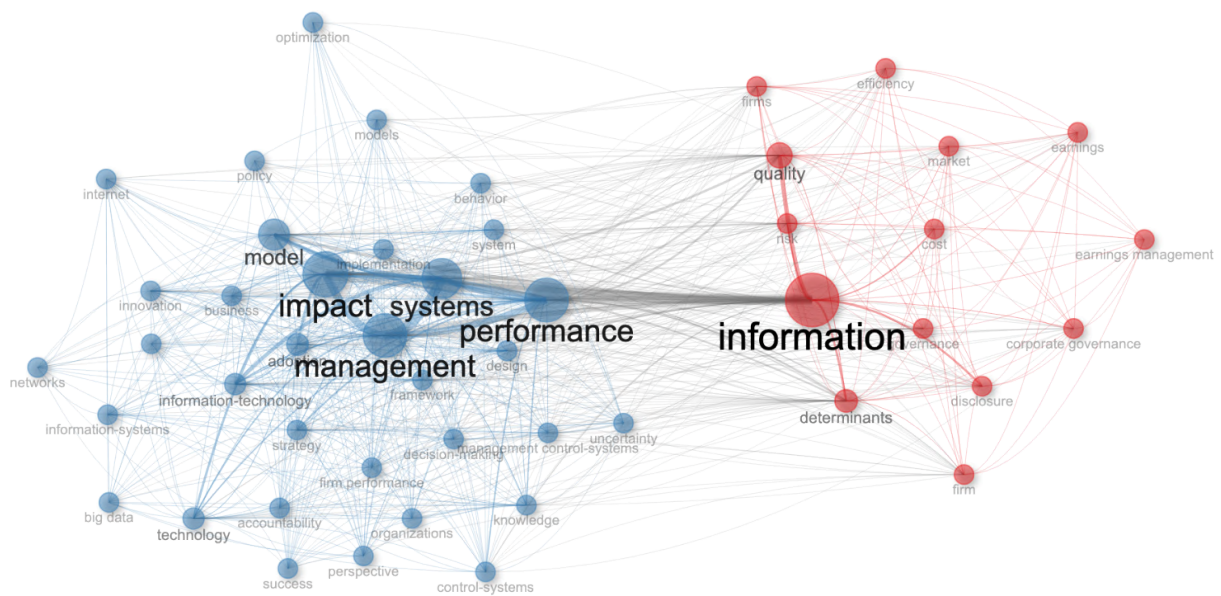 optimization
efficiency
firms
models
earnings
market
policy
quality
internet
behavior
risk
system
cost
model
implementation
earnings management
innovation
business
impact
systems
performance
information
governance
corporate governance
adoption
management
design
networks
framework
information-technology
disclosure
determinants
information-systems
strategy
uncertainty
decision-making
management control-systems
firm performance
firm
big data
accountability
knowledge
technology
organizations
perspective
success
control-systems